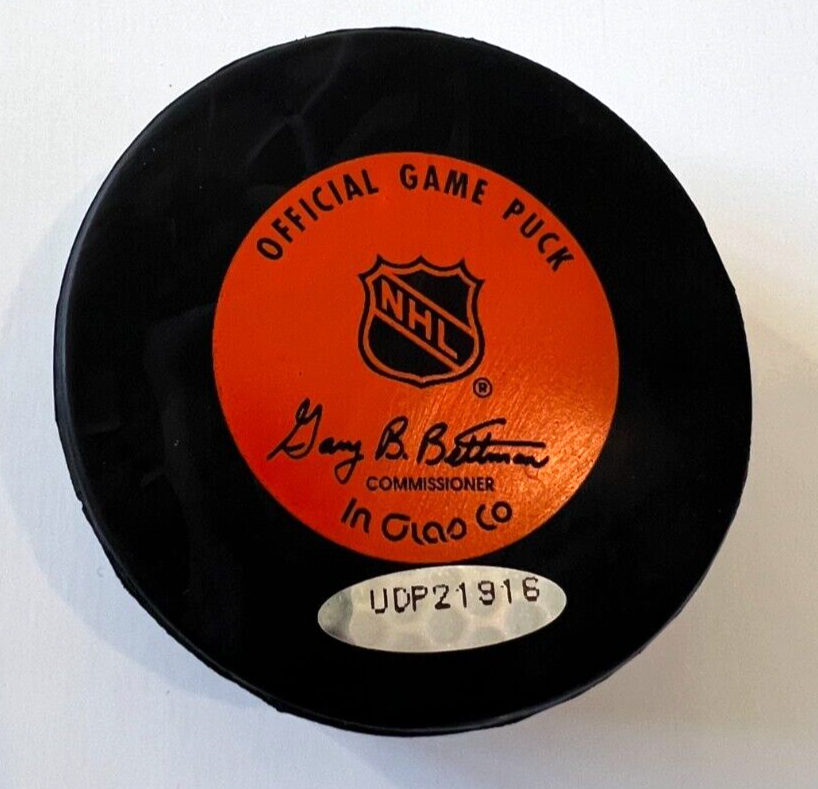 OFFICIAL GAME PUCK
NHL
®
Gary B. Bettman
COMMISSIONER
In Glas Co
UDP21916